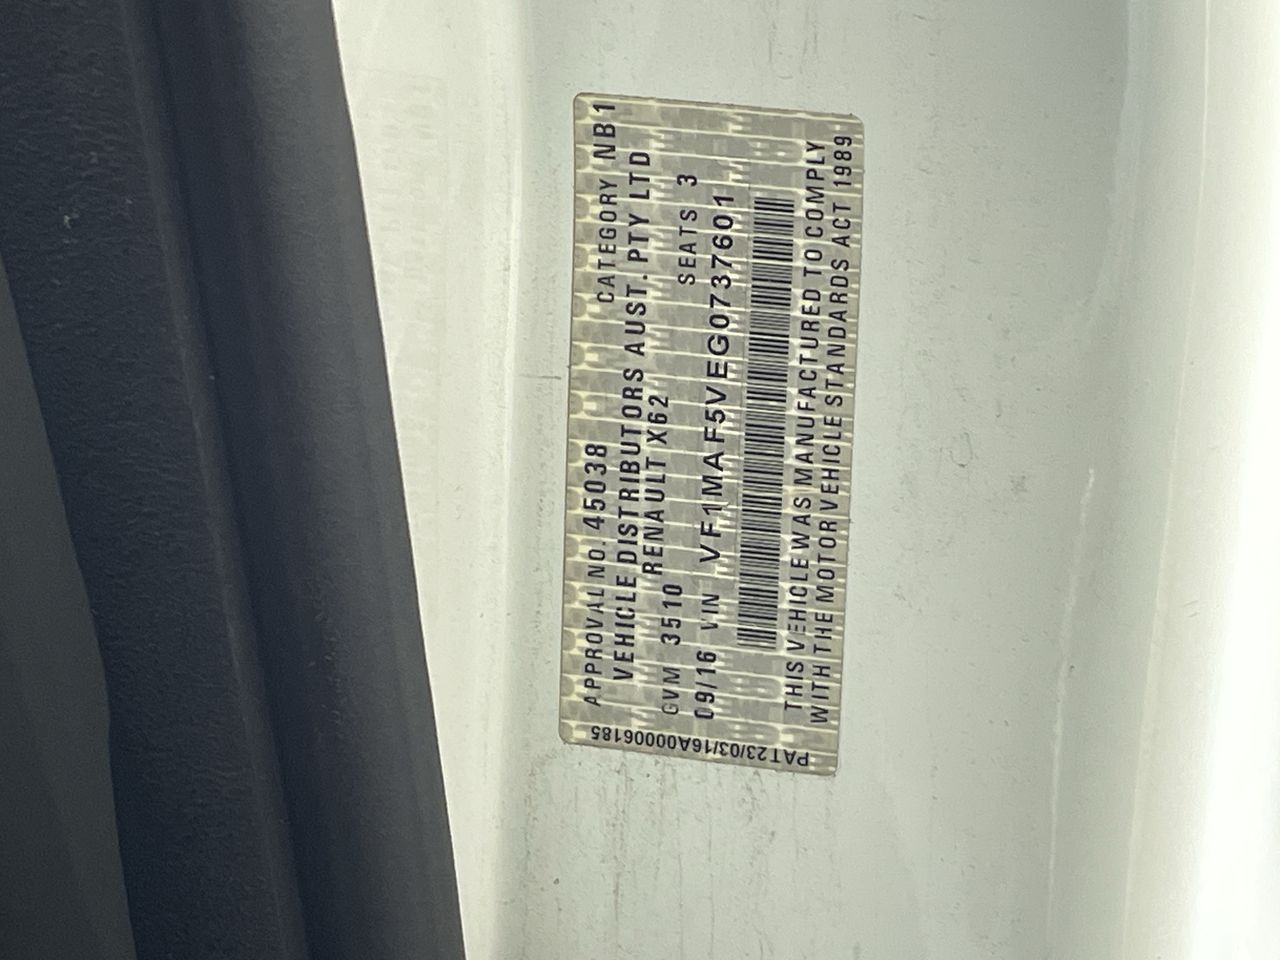 APPROVAL NO. 45038 CATEGORY NB1
VEHICLE DISTRIBUTORS AUST. PTY LTD
RENAULT X62
GVM 3510 SEATS 3
09/16 VIN VF1MAF5VEG0737601
THIS VEHICLE WAS MANUFACTURED TO COMPLY
WITH THE MOTOR VEHICLE STANDARDS ACT 1989
PAT23/03/16A00006185